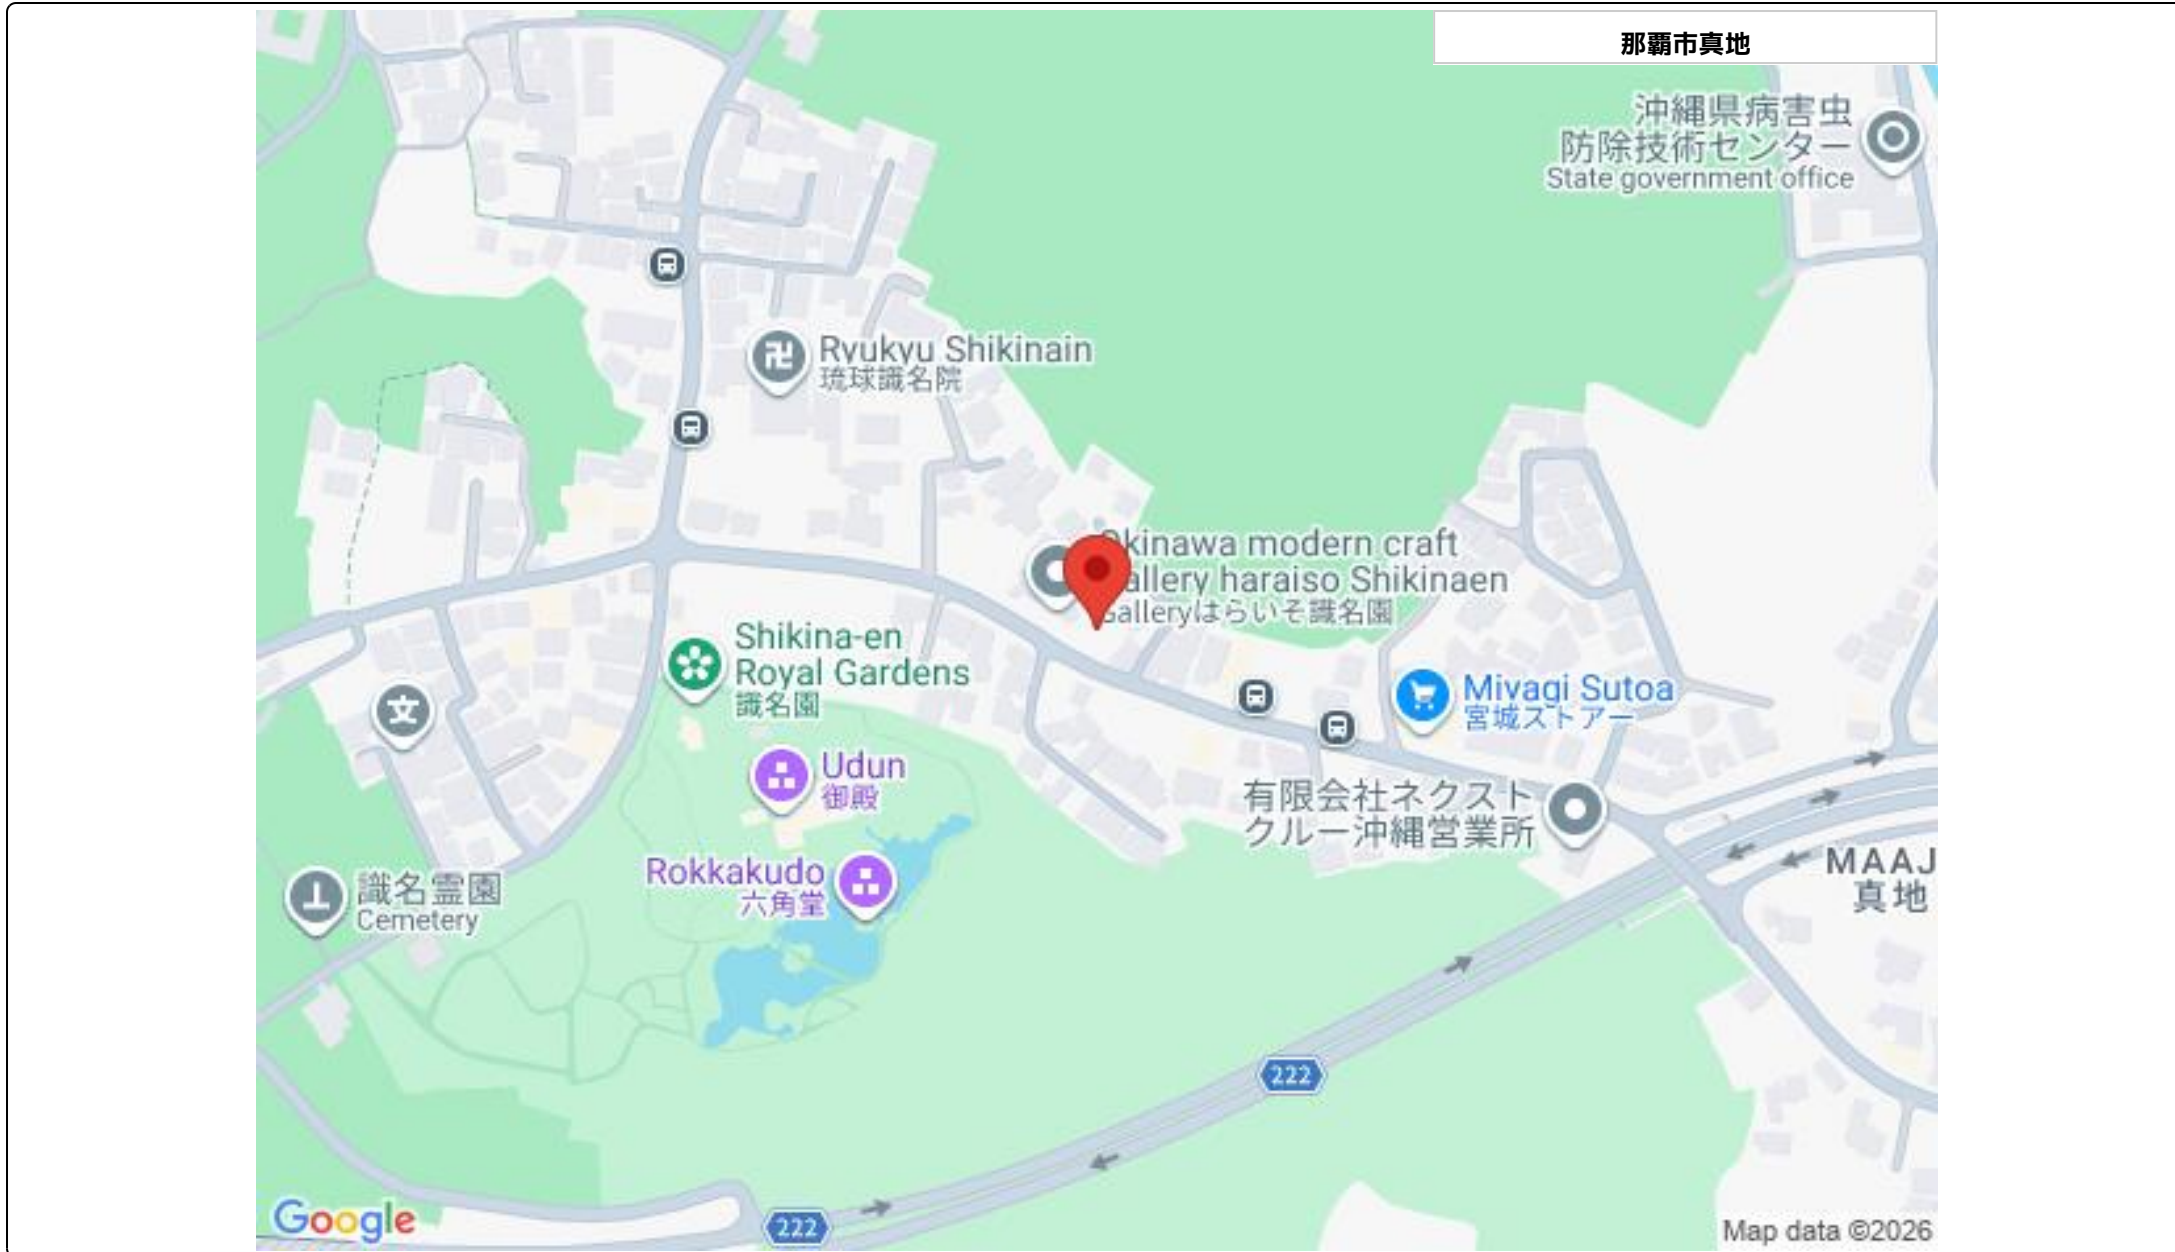 那覇市真地
沖縄県病害虫
防除技術センター
State government office
Ryukyu Shikinain
琉球識名院
kinawa modern craft
allery haraiso Shikinaen
Galleryはらいそ識名園
Shikina-en
Royal Gardens
識名園
Miyagi Sutoa
宮城ストアー
文
Udun
御殿
有限会社ネクスト
クルー沖縄営業所
MAAJ
真地
Rokkakudo
六角堂
識名霊園
Cemetery
222
222
Google
Map data ©2026